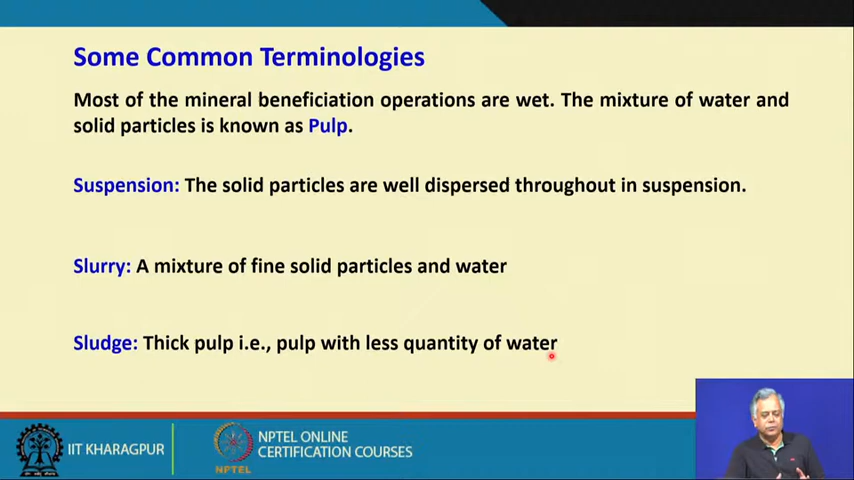 Some Common Terminologies
Most of the mineral beneficiation operations are wet. The mixture of water and
solid particles is known as Pulp.
Suspension: The solid particles are well dispersed throughout in suspension.
Slurry: A mixture of fine solid particles and water
Sludge: Thick pulp i.e., pulp with less quantity of water
IIT KHARAGPUR
NPTEL
NPTEL ONLINE
CERTIFICATION COURSES